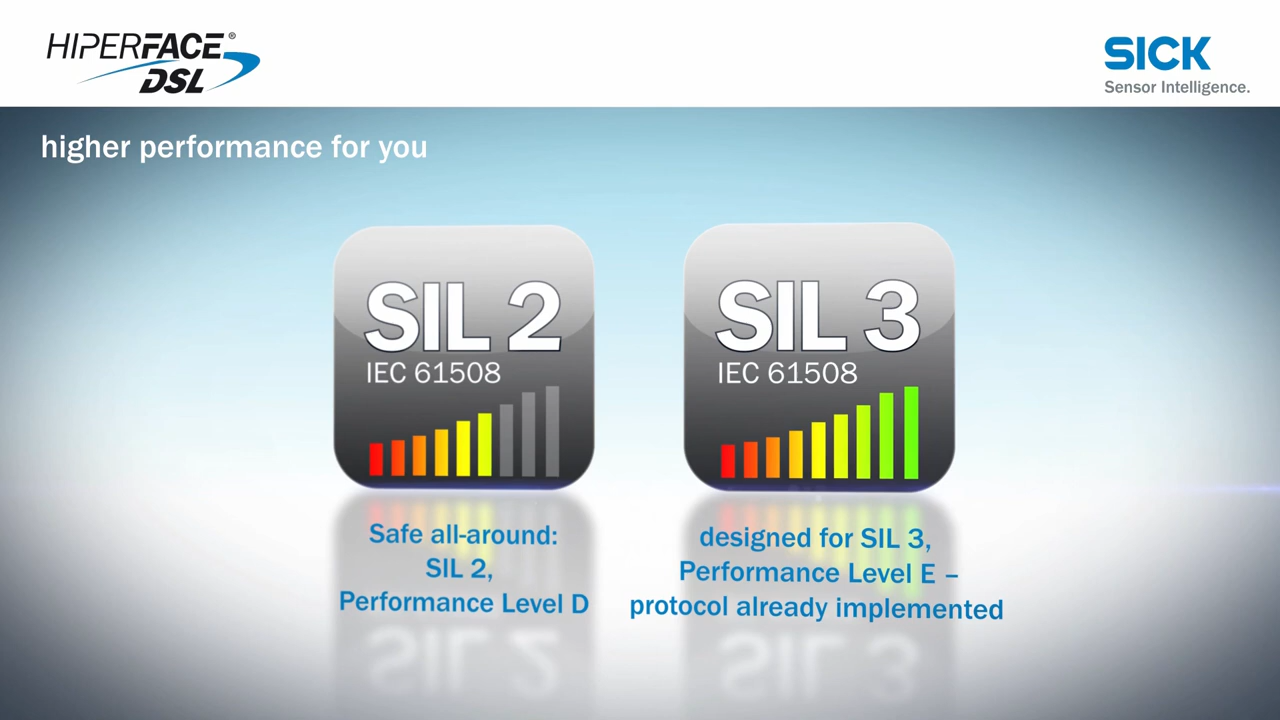 HIPERFACE®
DSL
SICK
Sensor Intelligence.
higher performance for you
SIL 2
IEC 61508
SIL 3
IEC 61508
Safe all-around:
SIL 2,
Performance Level D
designed for SIL 3,
Performance Level E –
protocol already implemented